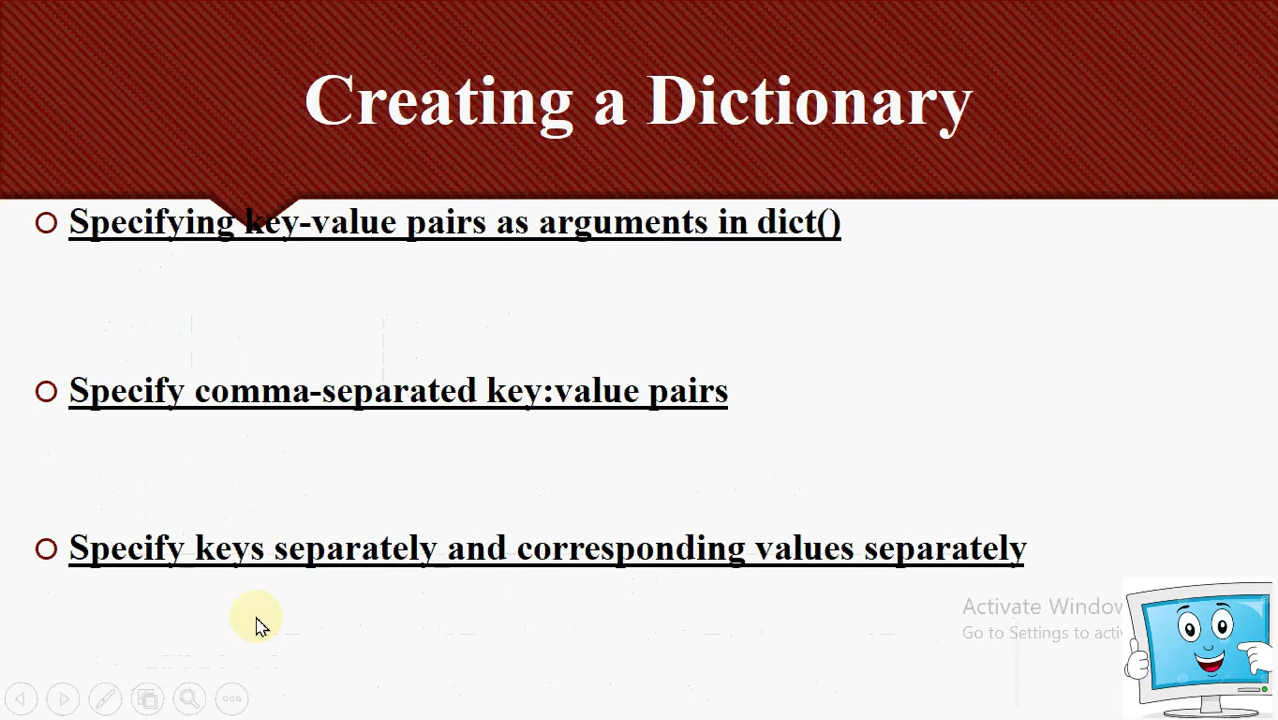 Creating a Dictionary
Specifying key-value pairs as arguments in dict()
Specify comma-separated key:value pairs
Specify keys separately and corresponding values separately
Activate Window
Go to Settings to activ